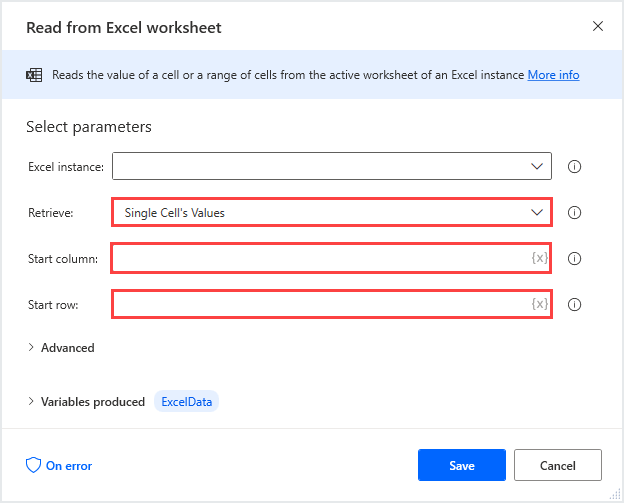 Read from Excel worksheet
Reads the value of a cell or a range of cells from the active worksheet of an Excel instance More info
Select parameters
Excel instance:
Retrieve: Single Cell's Values
Start column: {x}
Start row: {x}
Advanced
Variables produced ExcelData
On error Save Cancel